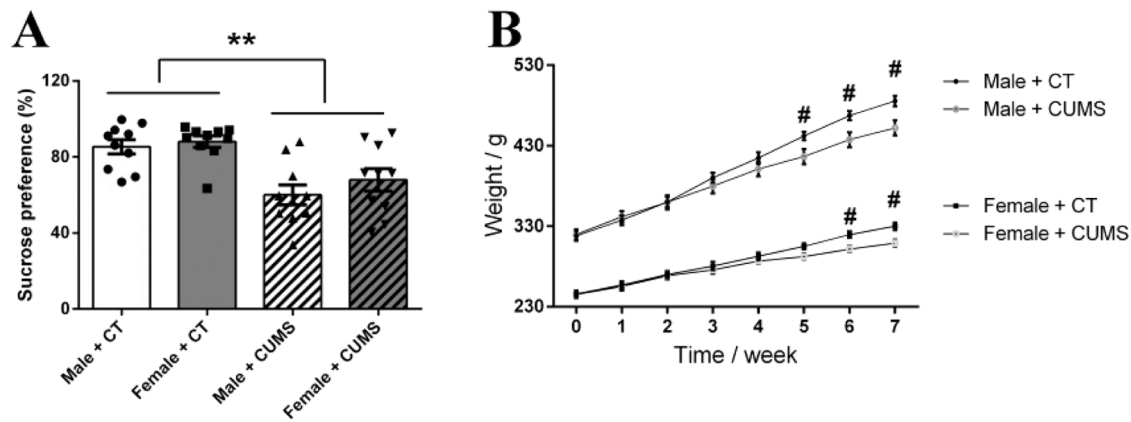 A
**
120
80
40
0
Sucrose preference (%)
Male + CT
Female + CT
Male + CUMS
Female + CUMS
B
530
430
330
230
Weight / g
# # #
# #
0 1 2 3 4 5 6 7
Time / week
Male + CT
Male + CUMS
Female + CT
Female + CUMS